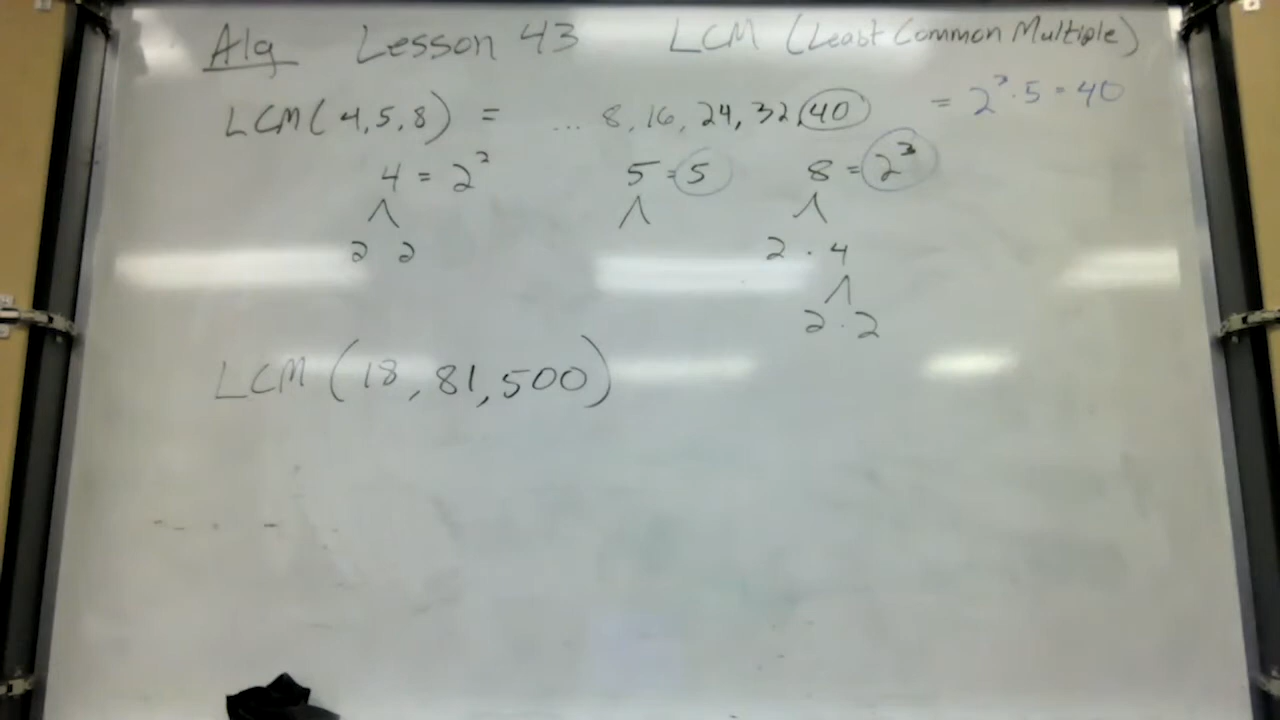 Alg Lesson 43 LCM (Least Common Multiple)
LCM(4,5,8) = ... 8, 16, 24, 32, 40 = 2³·5 = 40
4 = 2² 5 = 5 8 = 2³
2 2 2 · 4
2 · 2
LCM (18, 81, 500)